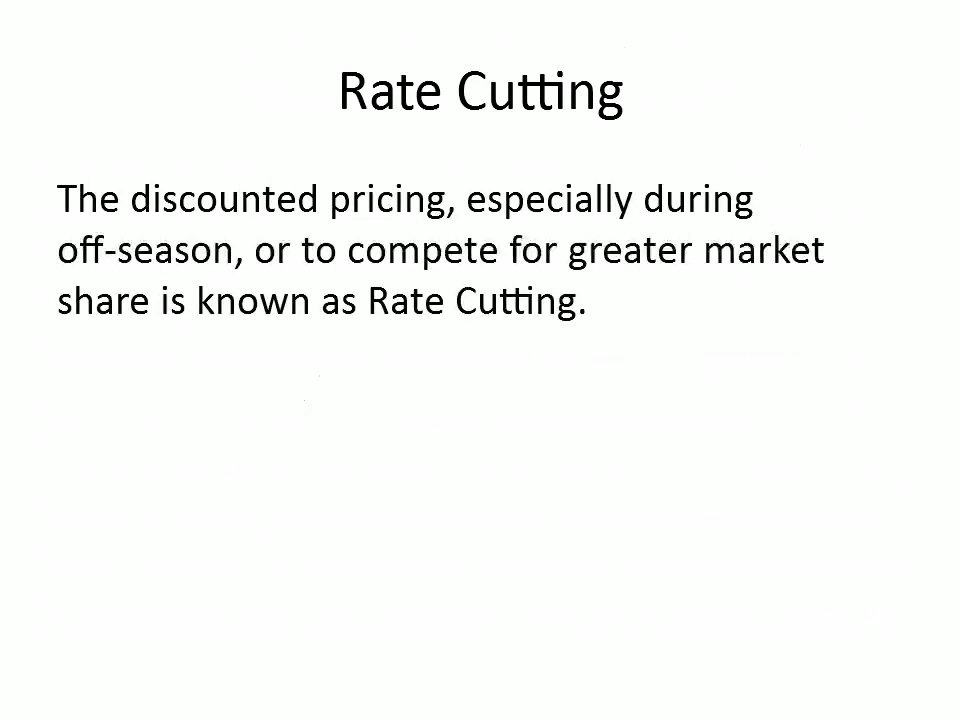 Rate Cutting
The discounted pricing, especially during
off-season, or to compete for greater market
share is known as Rate Cutting.